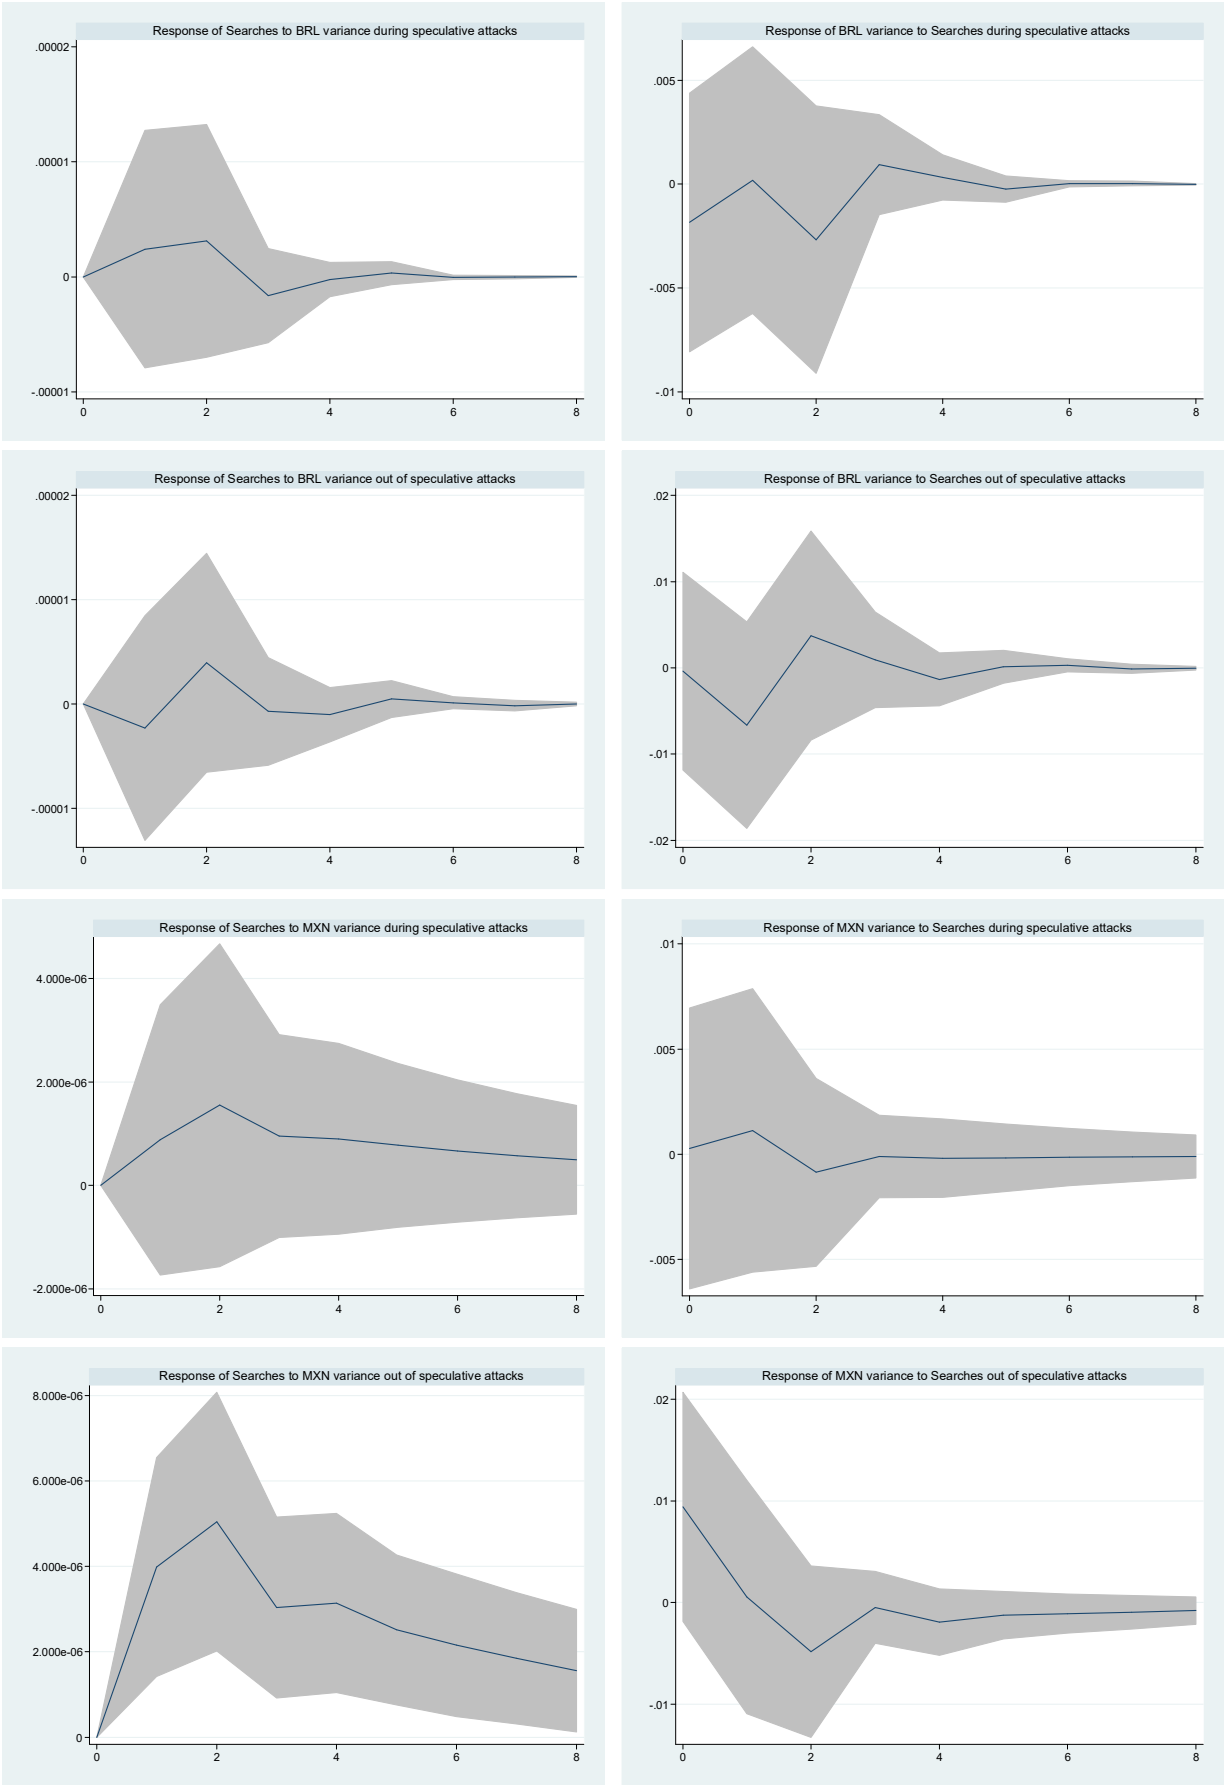 Response of Searches to BRL variance during speculative attacks
.00002
.00001
0
-.00001
0 2 4 6 8
Response of BRL variance to Searches during speculative attacks
.005
0
-.005
-.01
0 2 4 6 8
Response of Searches to BRL variance out of speculative attacks
.00002
.00001
0
-.00001
0 2 4 6 8
Response of BRL variance to Searches out of speculative attacks
.02
.01
0
-.01
-.02
0 2 4 6 8
Response of Searches to MXN variance during speculative attacks
4.000e-06
2.000e-06
0
-2.000e-06
0 2 4 6 8
Response of MXN variance to Searches during speculative attacks
.01
.005
0
-.005
0 2 4 6 8
Response of Searches to MXN variance out of speculative attacks
8.000e-06
6.000e-06
4.000e-06
2.000e-06
0
0 2 4 6 8
Response of MXN variance to Searches out of speculative attacks
.02
.01
0
-.01
0 2 4 6 8